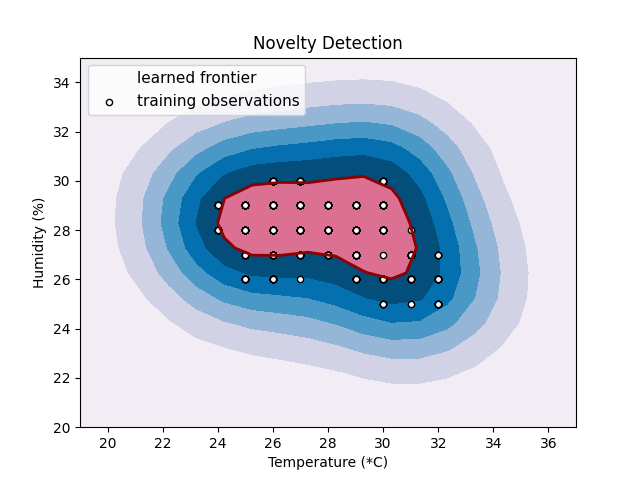 Novelty Detection
learned frontier
training observations
34
32
30
28
26
24
22
20
Humidity (%)
20 22 24 26 28 30 32 34 36
Temperature (*C)